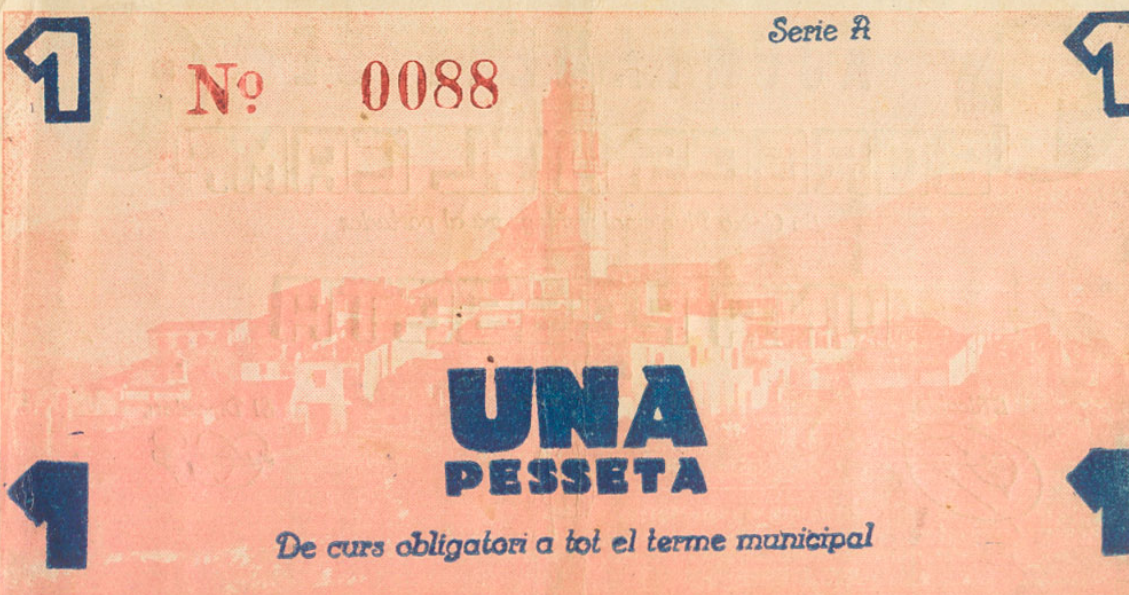 1 Serie A 1
Nº 0088
UNA
PESSETA
1 1
De curs obligatori a tot el terme municipal